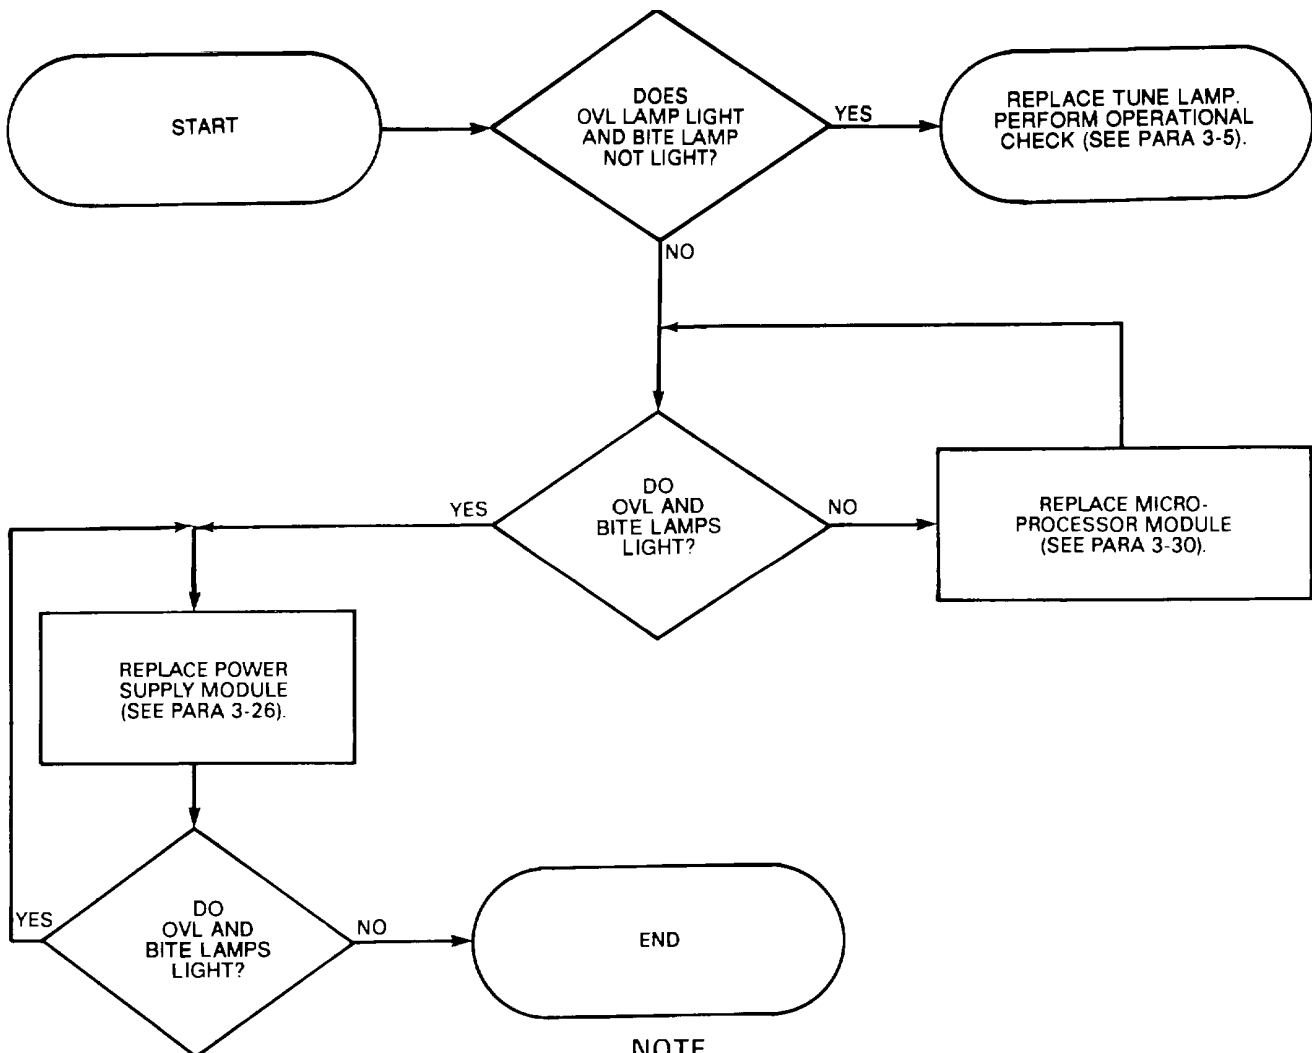 START
DOES
OVL LAMP LIGHT
AND BITE LAMP
NOT LIGHT?
YES
REPLACE TUNE LAMP.
PERFORM OPERATIONAL
CHECK (SEE PARA 3-5).
NO
DO
OVL AND
BITE LAMPS
LIGHT?
YES
NO
REPLACE MICRO-
PROCESSOR MODULE
(SEE PARA 3-30).
REPLACE POWER
SUPPLY MODULE
(SEE PARA 3-26).
DO
OVL AND
BITE LAMPS
LIGHT?
YES
NO
END
NOTE